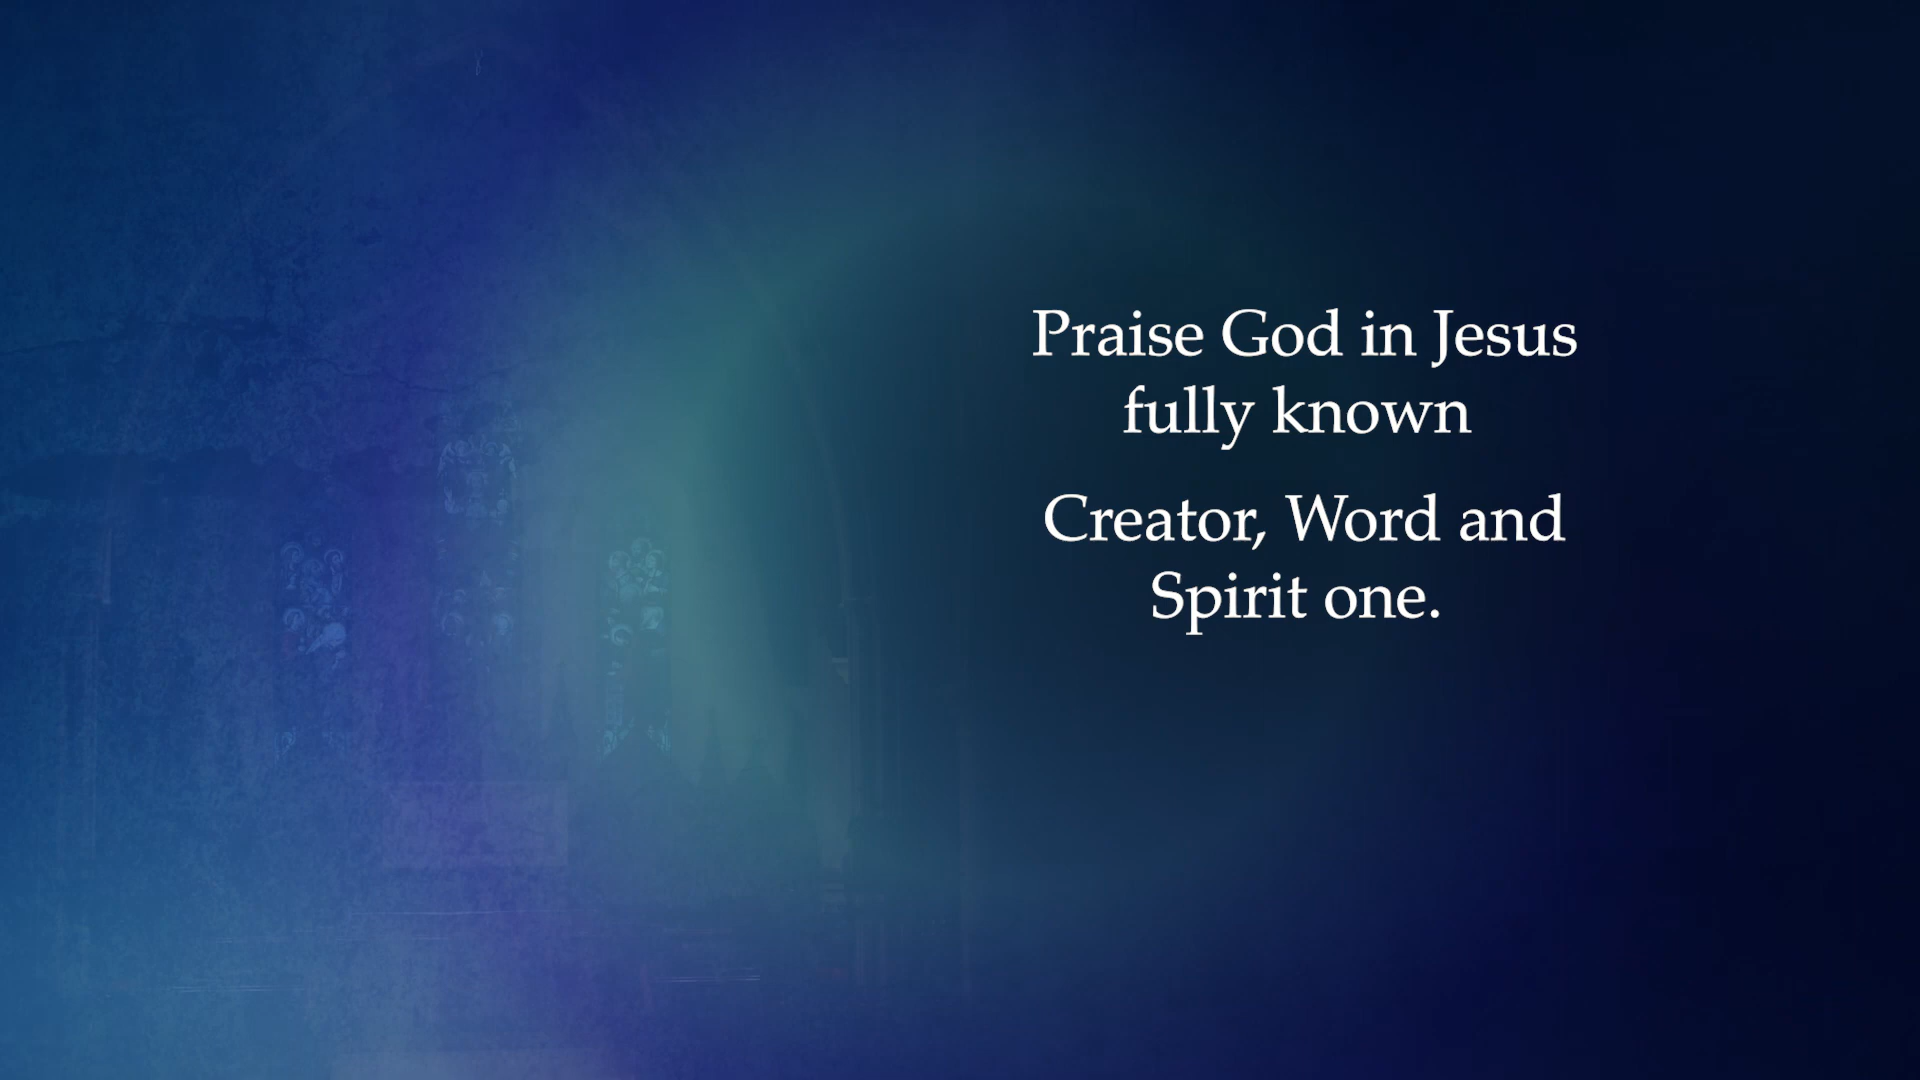 Praise God in Jesus
fully known
Creator, Word and
Spirit one.